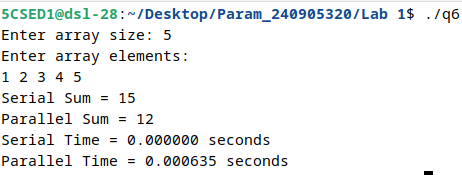 5CSED1@dsl-28:~/Desktop/Param_240905320/Lab 1$ ./q6
Enter array size: 5
Enter array elements:
1 2 3 4 5
Serial Sum = 15
Parallel Sum = 12
Serial Time = 0.000000 seconds
Parallel Time = 0.000635 seconds